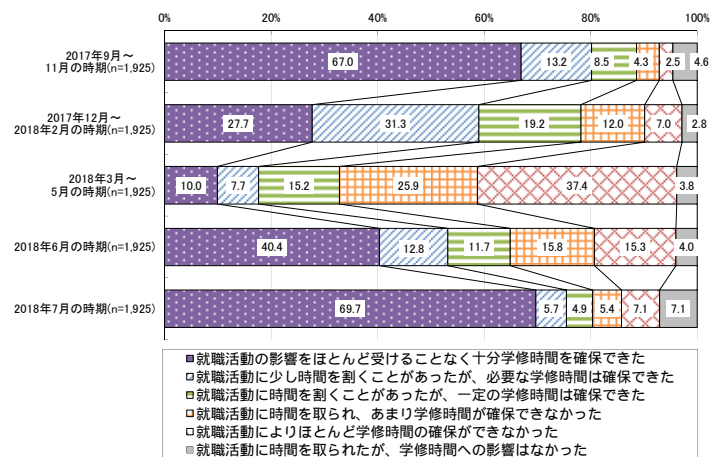 0% 20% 40% 60% 80% 100%
2017年9月～
11月の時期(n=1,925)
67.0 13.2 8.5 4.3 2.5 4.6
2017年12月～
2018年2月の時期(n=1,925)
27.7 31.3 19.2 12.0 7.0 2.8
2018年3月～
5月の時期(n=1,925)
10.0 7.7 15.2 25.9 37.4 3.8
2018年6月の時期(n=1,925)
40.4 12.8 11.7 15.8 15.3 4.0
2018年7月の時期(n=1,925)
69.7 5.7 4.9 5.4 7.1 7.1
就職活動の影響をほとんど受けることなく十分学修時間を確保できた
就職活動に少し時間を割くことがあったが、必要な学修時間は確保できた
就職活動に時間を割くことがあったが、一定の学修時間は確保できた
就職活動に時間を取られ、あまり学修時間が確保できなかった
就職活動によりほとんど学修時間の確保ができなかった
就職活動に時間を取られたが、学修時間への影響はなかった